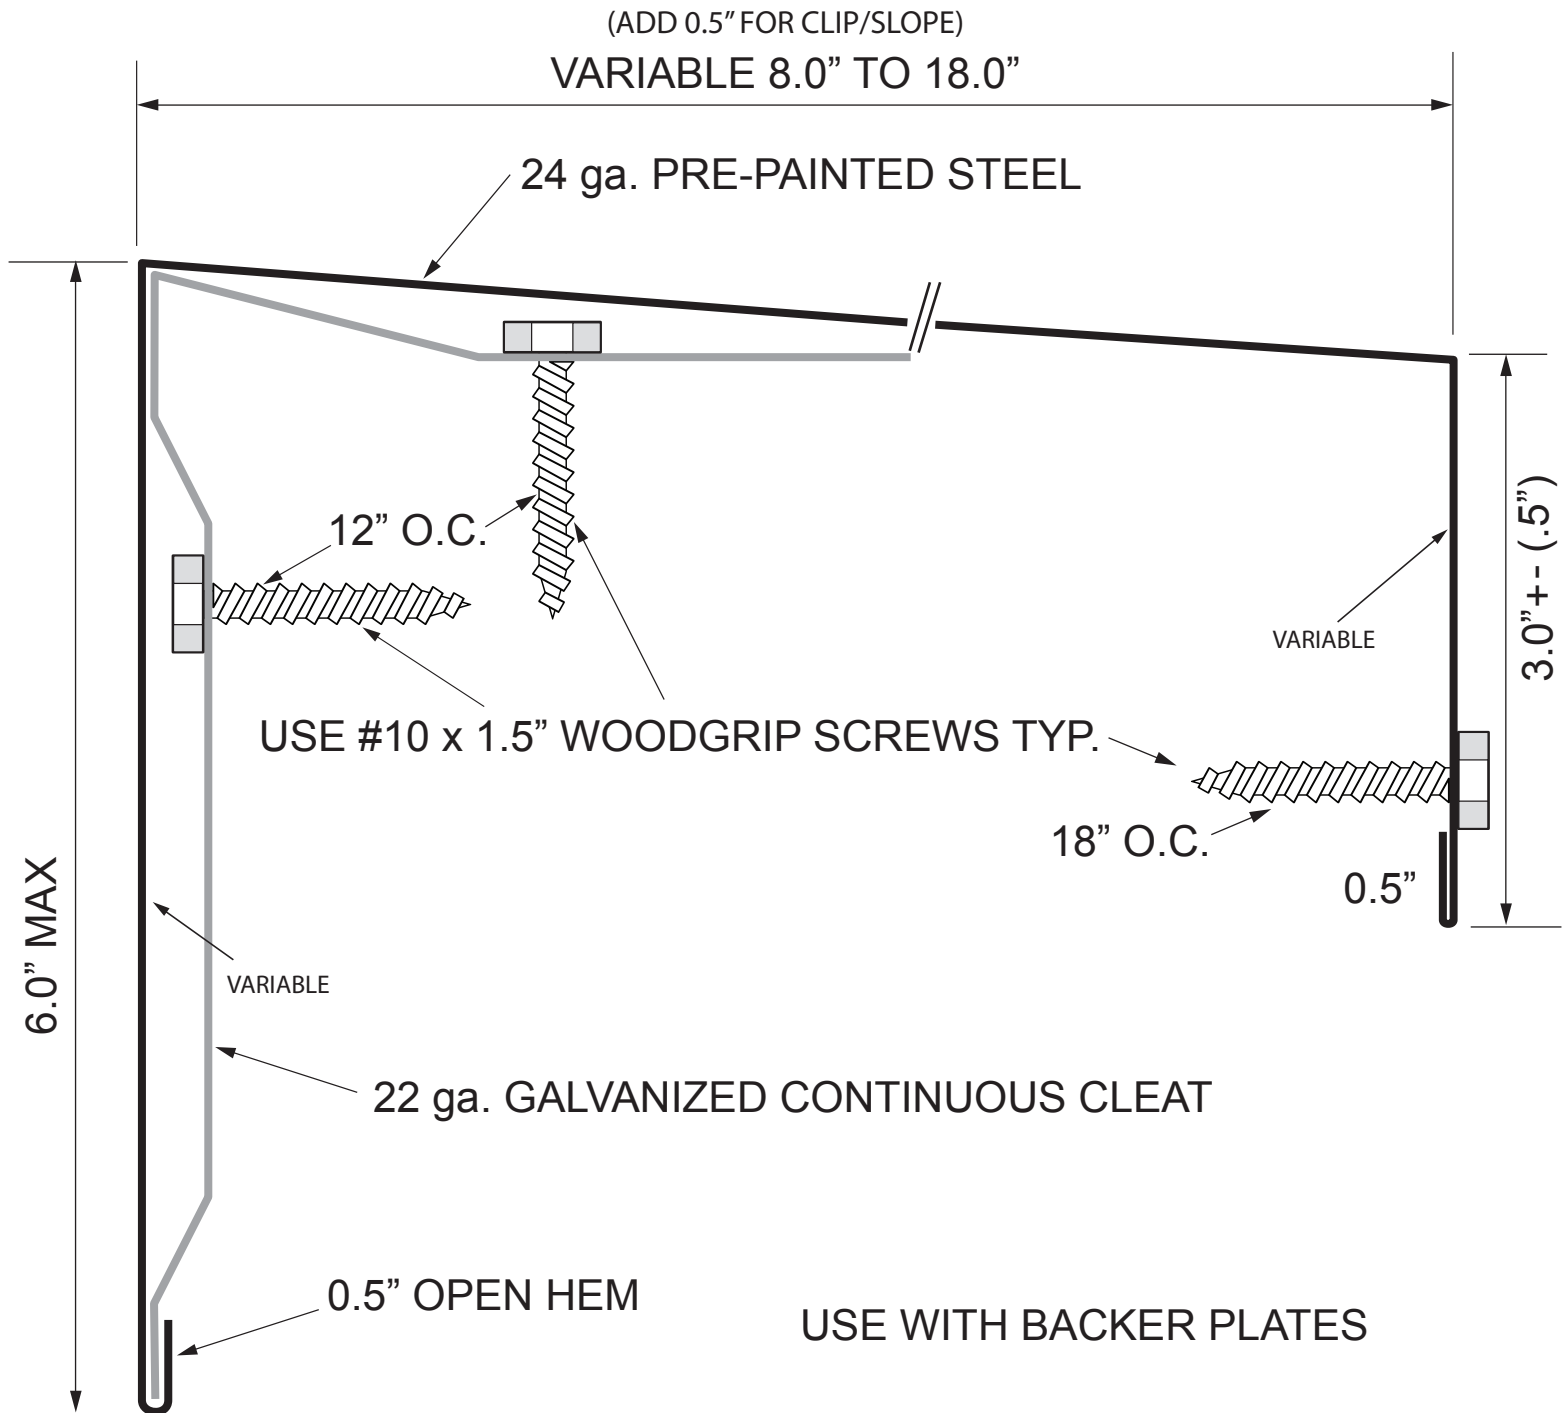 (ADD 0.5” FOR CLIP/SLOPE)
VARIABLE 8.0” TO 18.0”
24 ga. PRE-PAINTED STEEL
12” O.C.
3.0”+- (.5”)
VARIABLE
USE #10 x 1.5” WOODGRIP SCREWS TYP.
18” O.C.
0.5”
6.0” MAX
VARIABLE
22 ga. GALVANIZED CONTINUOUS CLEAT
0.5” OPEN HEM
USE WITH BACKER PLATES